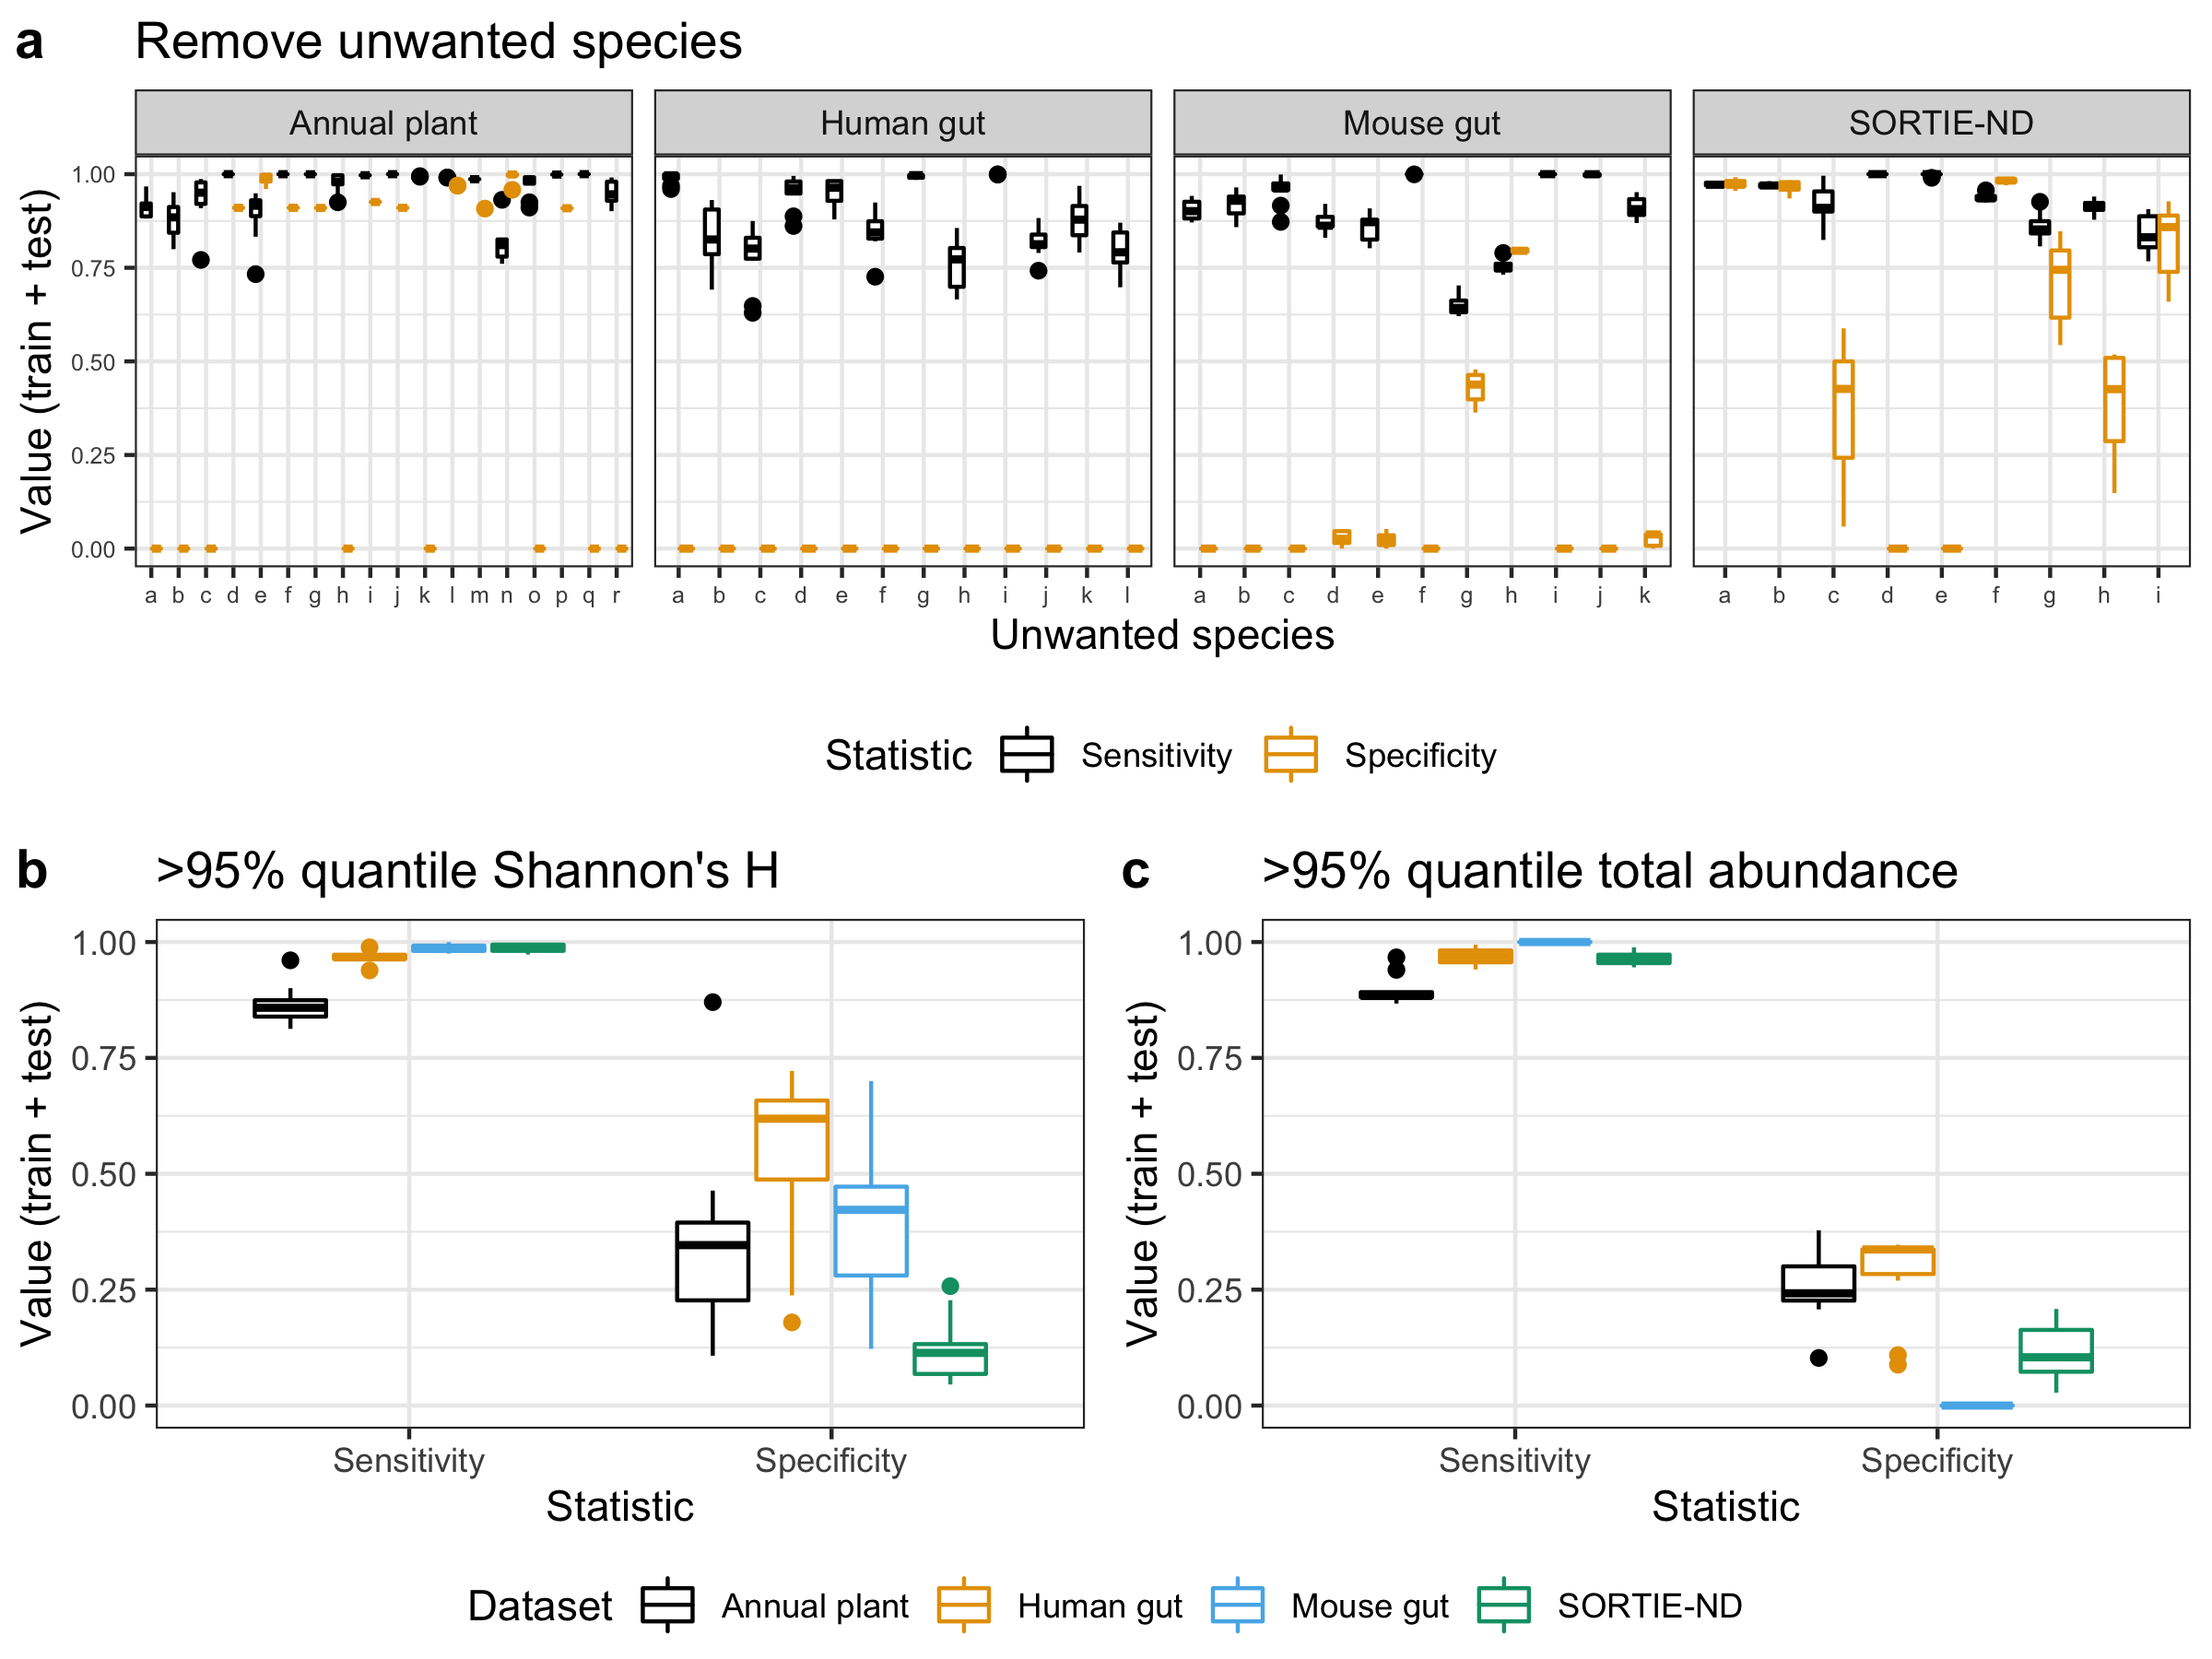 a Remove unwanted species
Annual plant Human gut Mouse gut SORTIE-ND
Value (train + test)
1.00
0.75
0.50
0.25
0.00
a b c d e f g h i j k l m n o p q r
a b c d e f g h i j k l
a b c d e f g h i j k
a b c d e f g h i
Unwanted species
Statistic Sensitivity Specificity
b >95% quantile Shannon's H
Value (train + test)
1.00
0.75
0.50
0.25
0.00
Sensitivity Specificity
Statistic
c >95% quantile total abundance
Value (train + test)
1.00
0.75
0.50
0.25
0.00
Sensitivity Specificity
Statistic
Dataset Annual plant Human gut Mouse gut SORTIE-ND